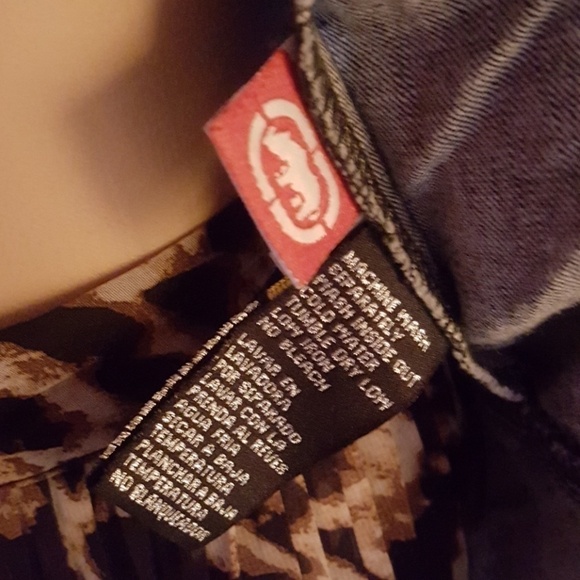 MACHINE WASH
SEPARATELY
WASH INSIDE OUT
COLD WATER
TUMBLE DRY LOW
LOW IRON
NO BLEACH
LAVAR EN
LAVADORA
POR SEPARADO
LAVAR CON LA
PRENDA AL REVES
AGUA FRIA
SECAR A BAJA
TEMPERATURA
PLANCHAR A BAJA
TEMPERATURA
NO BLANQUEADOR